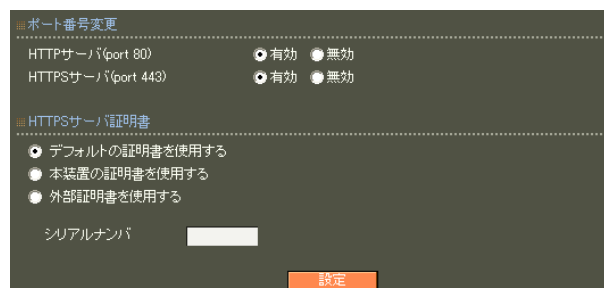 ポート番号変更
HTTPサーバ(port 80) 有効 無効
HTTPSサーバ(port 443) 有効 無効
HTTPSサーバ証明書
デフォルトの証明書を使用する
本装置の証明書を使用する
外部証明書を使用する
シリアルナンバ
設定